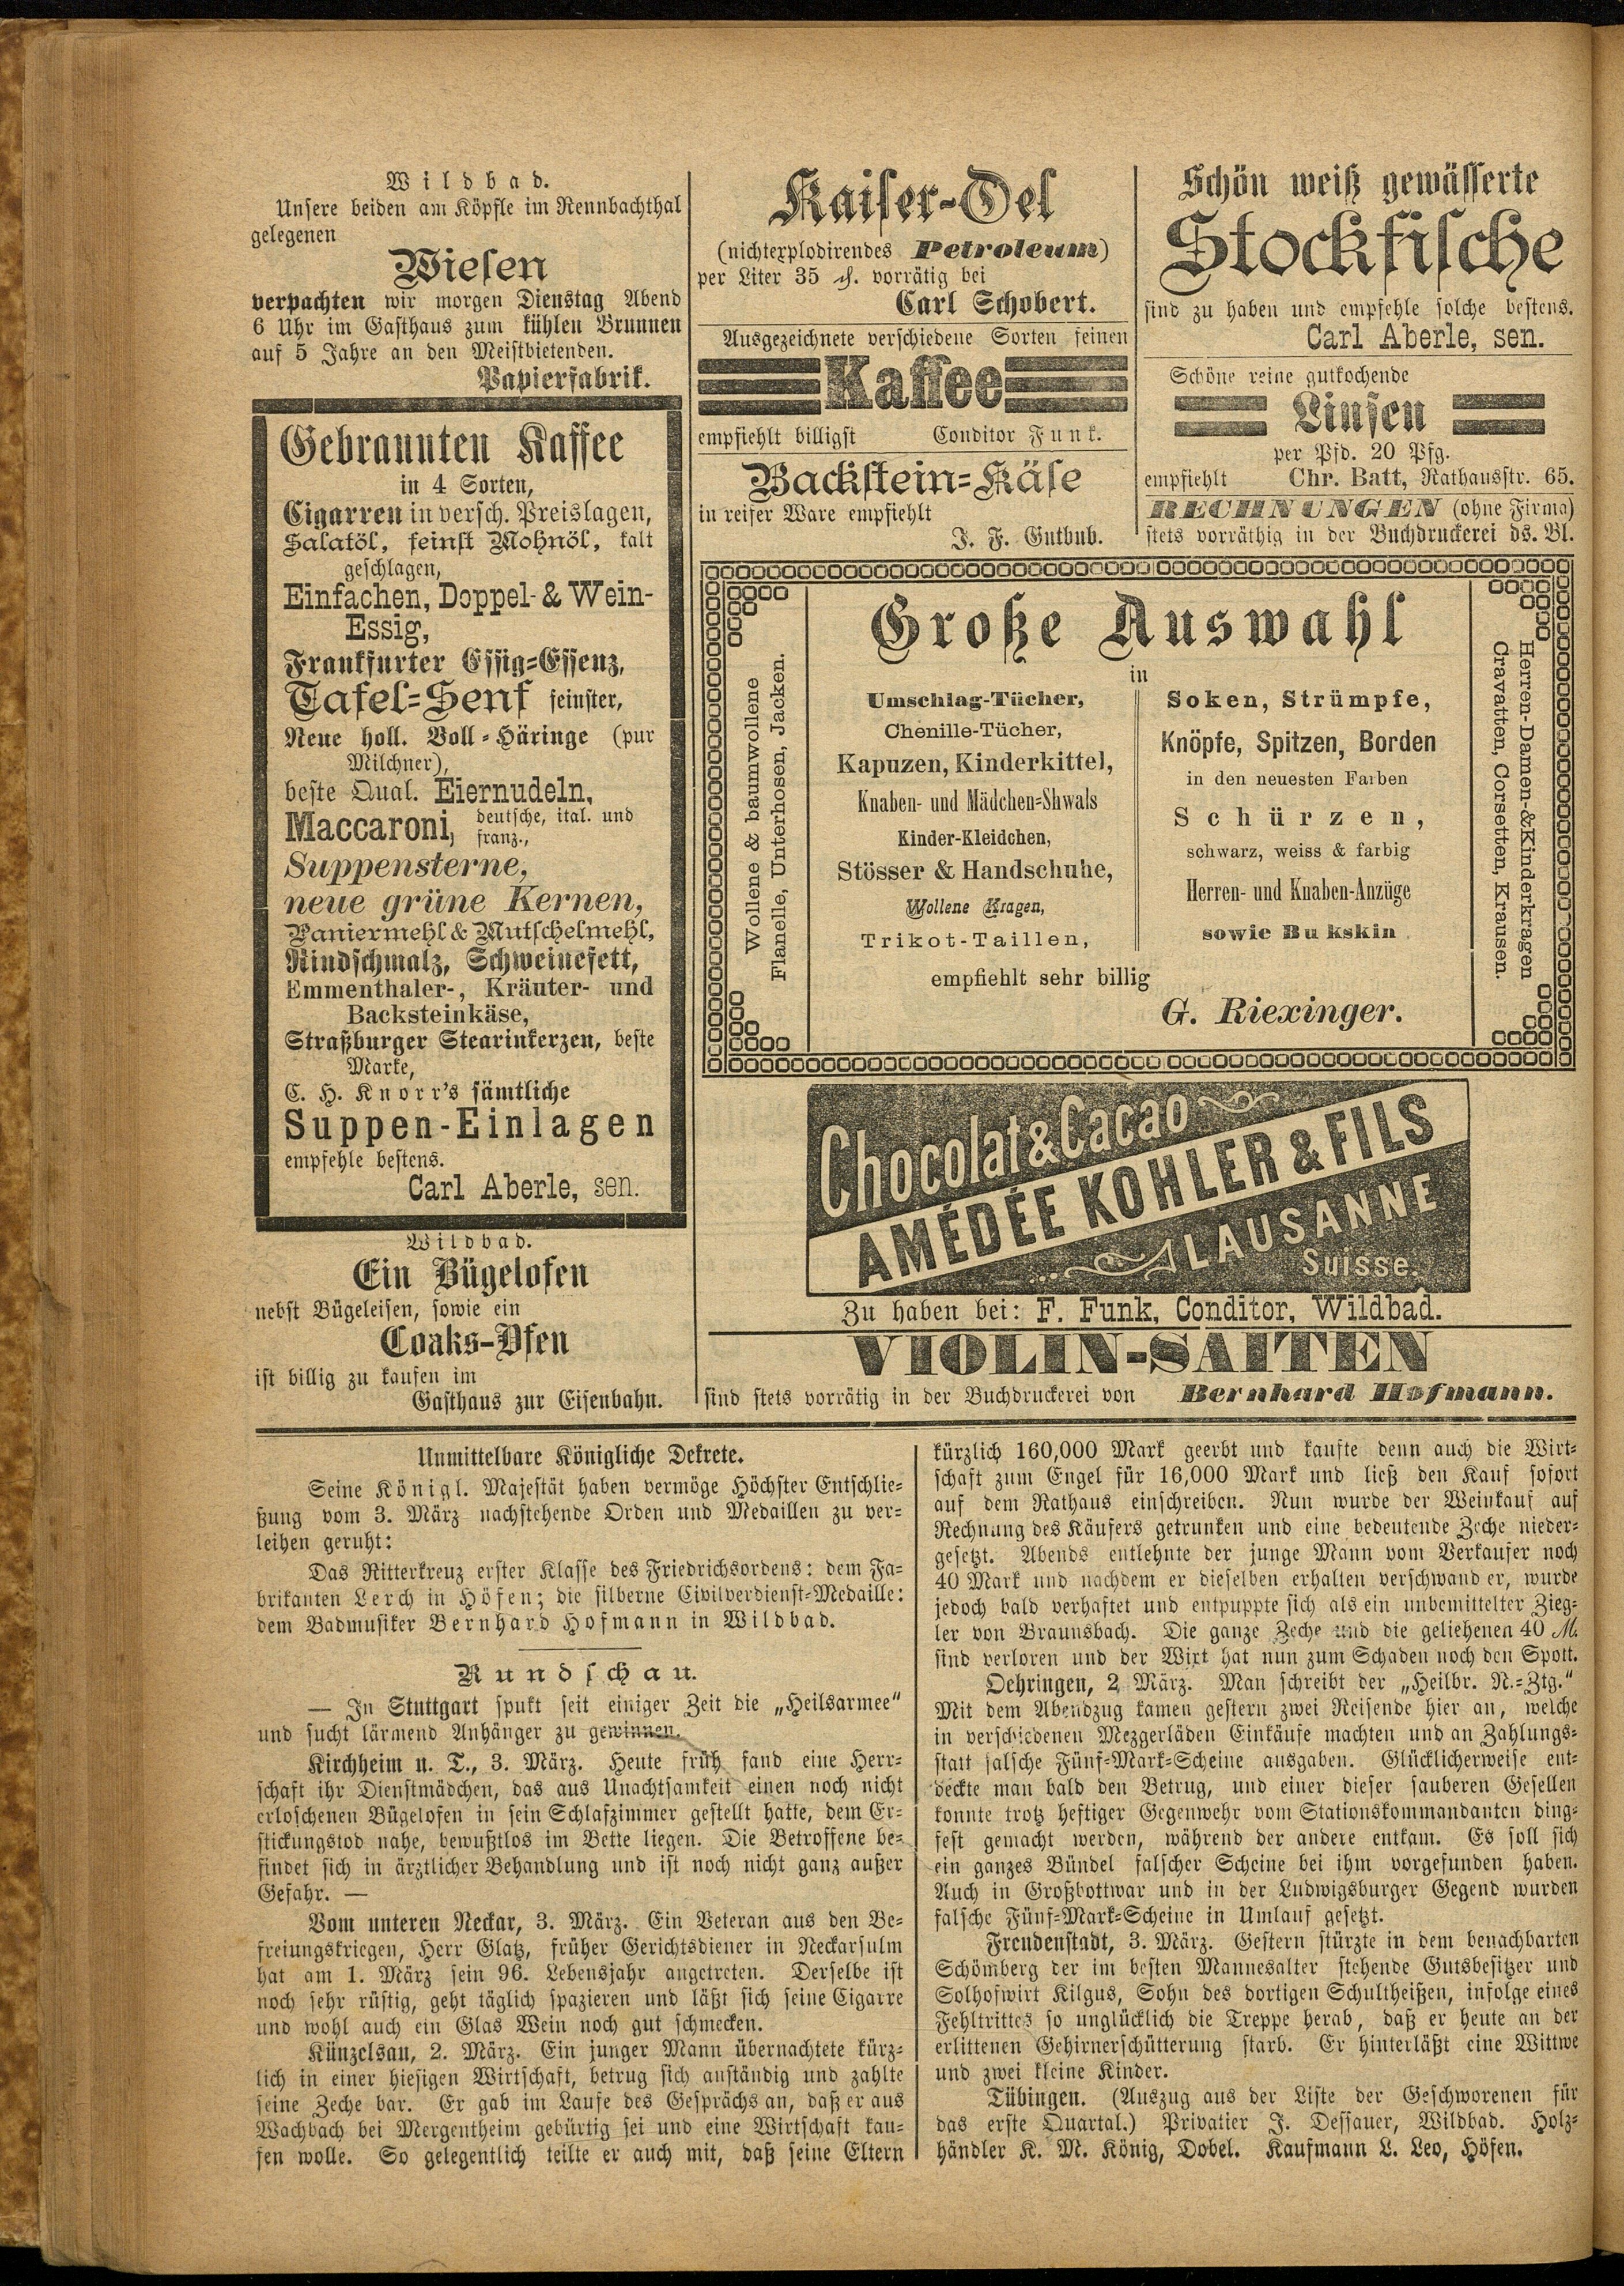 Wildbad.
Unsere beiden am Köpfle im Rennbachthal
gelegenen
Wiesen
verpachten wir morgen Dienstag Abend
6 Uhr im Gasthaus zum kühlen Brunnen
auf 5 Jahre an den Meistbietenden.
Papierfabrik.
Gebrannten Kaffee
in 4 Sorten,
Cigarren in versch. Preislagen,
Salatöl, feinst Mohnöl, kalt
geschlagen,
Einfachen, Doppel- & Wein-
Essig,
Frankfurter Essig-Essenz,
Tafel-Senf feinster,
Neue holl. Voll-Häringe (pur
Milchner),
beste Qual. Eiernudeln,
Maccaroni, deutsche, ital. und
franz.,
Suppensterne,
neue grüne Kernen,
Paniermehl & Mutschelmehl,
Rindschmalz, Schweinefett,
Emmenthaler-, Kräuter- und
Backsteinkäse,
Straßburger Stearinkerzen, beste
Marke,
C. H. Knorr's sämtliche
Suppen-Einlagen
empfehle bestens.
Carl Aberle, sen.
Wildbad.
Ein Bügelofen
nebst Bügeleisen, sowie ein
Coaks-Ofen
ist billig zu kaufen im
Gasthaus zur Eisenbahn.
Kaiser-Oel
(nichtexplodirendes Petroleum)
per Liter 35 ₰. vorrätig bei
Carl Schobert.
Ausgezeichnete verschiedene Sorten feinen
Kaffee
empfiehlt billigst Conditor Funk.
Backstein-Käse
in reifer Ware empfiehlt
J. F. Gutbub.
Schön weiß gewässerte
Stockfische
sind zu haben und empfehle solche bestens.
Carl Aberle, sen.
Schöne reine gutkochende
Linsen
per Pfd. 20 Pfg.
empfiehlt Chr. Batt, Rathausstr. 65.
RECHNUNGEN (ohne Firma)
stets vorräthig in der Buchdruckerei ds. Bl.
Wollene & baumwollene
Flanelle, Unterhosen, Jacken.
Große Auswahl
in
Umschlag-Tücher,
Chenille-Tücher,
Kapuzen, Kinderkittel,
Knaben- und Mädchen-Shwals
Kinder-Kleidchen,
Stösser & Handschuhe,
Wollene Kragen,
Trikot-Taillen,
Soken, Strümpfe,
Knöpfe, Spitzen, Borden
in den neuesten Farben
Schürzen,
schwarz, weiss & farbig
Herren- und Knaben-Anzüge
sowie Bu kskin
empfiehlt sehr billig
G. Riexinger.
Herren-Damen-&Kinderkragen
Cravatten, Corsetten, Krausen.
Chocolat & Cacao
AMÉDÉE KOHLER & FILS
LAUSANNE
Suisse.
Zu haben bei: F. Funk, Conditor, Wildbad.
VIOLIN-SAITEN
sind stets vorrätig in der Buchdruckerei von Bernhard Hofmann.
Unmittelbare Königliche Dekrete.
Seine Königl. Majestät haben vermöge Höchster Entschlie-
ßung vom 3. März nachstehende Orden und Medaillen zu ver-
leihen geruht:
Das Ritterkreuz erster Klasse des Friedrichsordens: dem Fa-
brikanten Lerch in Höfen; die silberne Civilverdienst-Medaille:
dem Badmusiker Bernhard Hofmann in Wildbad.
Rundschau.
— In Stuttgart spukt seit einiger Zeit die „Heilsarmee“
und sucht lärmend Anhänger zu gewinnen.
Kirchheim u. T., 3. März. Heute früh fand eine Herr-
schaft ihr Dienstmädchen, das aus Unachtsamkeit einen noch nicht
erloschenen Bügelofen in sein Schlafzimmer gestellt hatte, dem Er-
stickungstod nahe, bewußtlos im Bette liegen. Die Betroffene be-
findet sich in ärztlicher Behandlung und ist noch nicht ganz außer
Gefahr. —
Vom unteren Neckar, 3. März. Ein Veteran aus den Be-
freiungskriegen, Herr Glatz, früher Gerichtsdiener in Neckarsulm
hat am 1. März sein 96. Lebensjahr angetreten. Derselbe ist
noch sehr rüstig, geht täglich spazieren und läßt sich seine Cigarre
und wohl auch ein Glas Wein noch gut schmecken.
Künzelsau, 2. März. Ein junger Mann übernachtete kürz-
lich in einer hiesigen Wirtschaft, betrug sich anständig und zahlte
seine Zeche bar. Er gab im Laufe des Gesprächs an, daß er aus
Wachbach bei Mergentheim gebürtig sei und eine Wirtschaft kau-
fen wolle. So gelegentlich teilte er auch mit, daß seine Eltern
kürzlich 160,000 Mark geerbt und kaufte denn auch die Wirt-
schaft zum Engel für 16,000 Mark und ließ den Kauf sofort
auf dem Rathaus einschreiben. Nun wurde der Weinkauf auf
Rechnung des Käufers getrunken und eine bedeutende Zeche nieder-
gesetzt. Abends entlehnte der junge Mann vom Verkaufer noch
40 Mark und nachdem er dieselben erhalten verschwand er, wurde
jedoch bald verhaftet und entpuppte sich als ein unbemittelter Zieg-
ler von Braunsbach. Die ganze Zeche und die geliehenen 40 M.
sind verloren und der Wirt hat nun zum Schaden noch den Spott.
Oehringen, 2 März. Man schreibt der „Heilbr. N.-Ztg.“
Mit dem Abendzug kamen gestern zwei Reisende hier an, welche
in verschiedenen Mezgerläden Einkäufe machten und an Zahlungs-
statt falsche Fünf-Mark-Scheine ausgaben. Glücklicherweise ent-
deckte man bald den Betrug, und einer dieser sauberen Gesellen
konnte trotz heftiger Gegenwehr vom Stationskommandanten ding-
fest gemacht werden, während der andere entkam. Es soll sich
ein ganzes Bündel falscher Scheine bei ihm vorgefunden haben.
Auch in Großbottwar und in der Ludwigsburger Gegend wurden
falsche Fünf-Mark-Scheine in Umlauf gesetzt.
Freudenstadt, 3. März. Gestern stürzte in dem benachbarten
Schömberg der im besten Mannesalter stehende Gutsbesitzer und
Solhofwirt Kilgus, Sohn des dortigen Schultheißen, infolge eines
Fehltrittes so unglücklich die Treppe herab, daß er heute an der
erlittenen Gehirnerschütterung starb. Er hinterläßt eine Wittwe
und zwei kleine Kinder.
Tübingen. (Auszug aus der Liste der Geschworenen für
das erste Quartal.) Privatier J. Dessauer, Wildbad. Holz-
händler K. M. König, Dobel. Kaufmann L. Leo, Höfen.